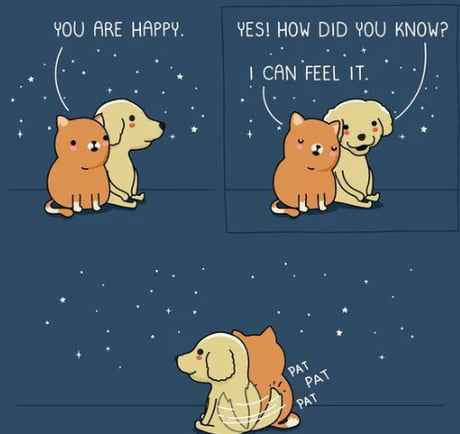 YOU ARE HAPPY.
YES! HOW DID YOU KNOW?
I CAN FEEL IT.
PAT
PAT
PAT